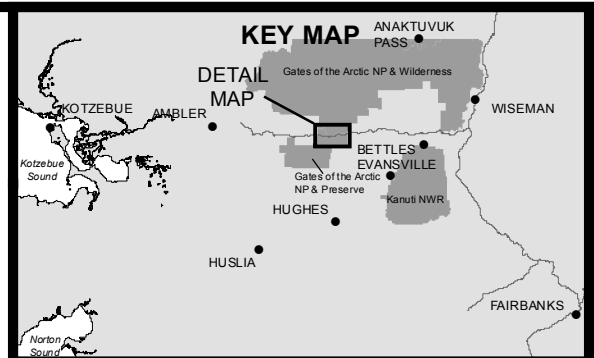 KEY MAP
ANAKTUVUK
PASS
DETAIL
MAP
Gates of the Arctic NP & Wilderness
KOTZEBUE
AMBLER
WISEMAN
Kotzebue
Sound
BETTLES
EVANSVILLE
Gates of the Arctic
NP & Preserve
Kanuti NWR
HUGHES
HUSLIA
FAIRBANKS
Norton
Sound